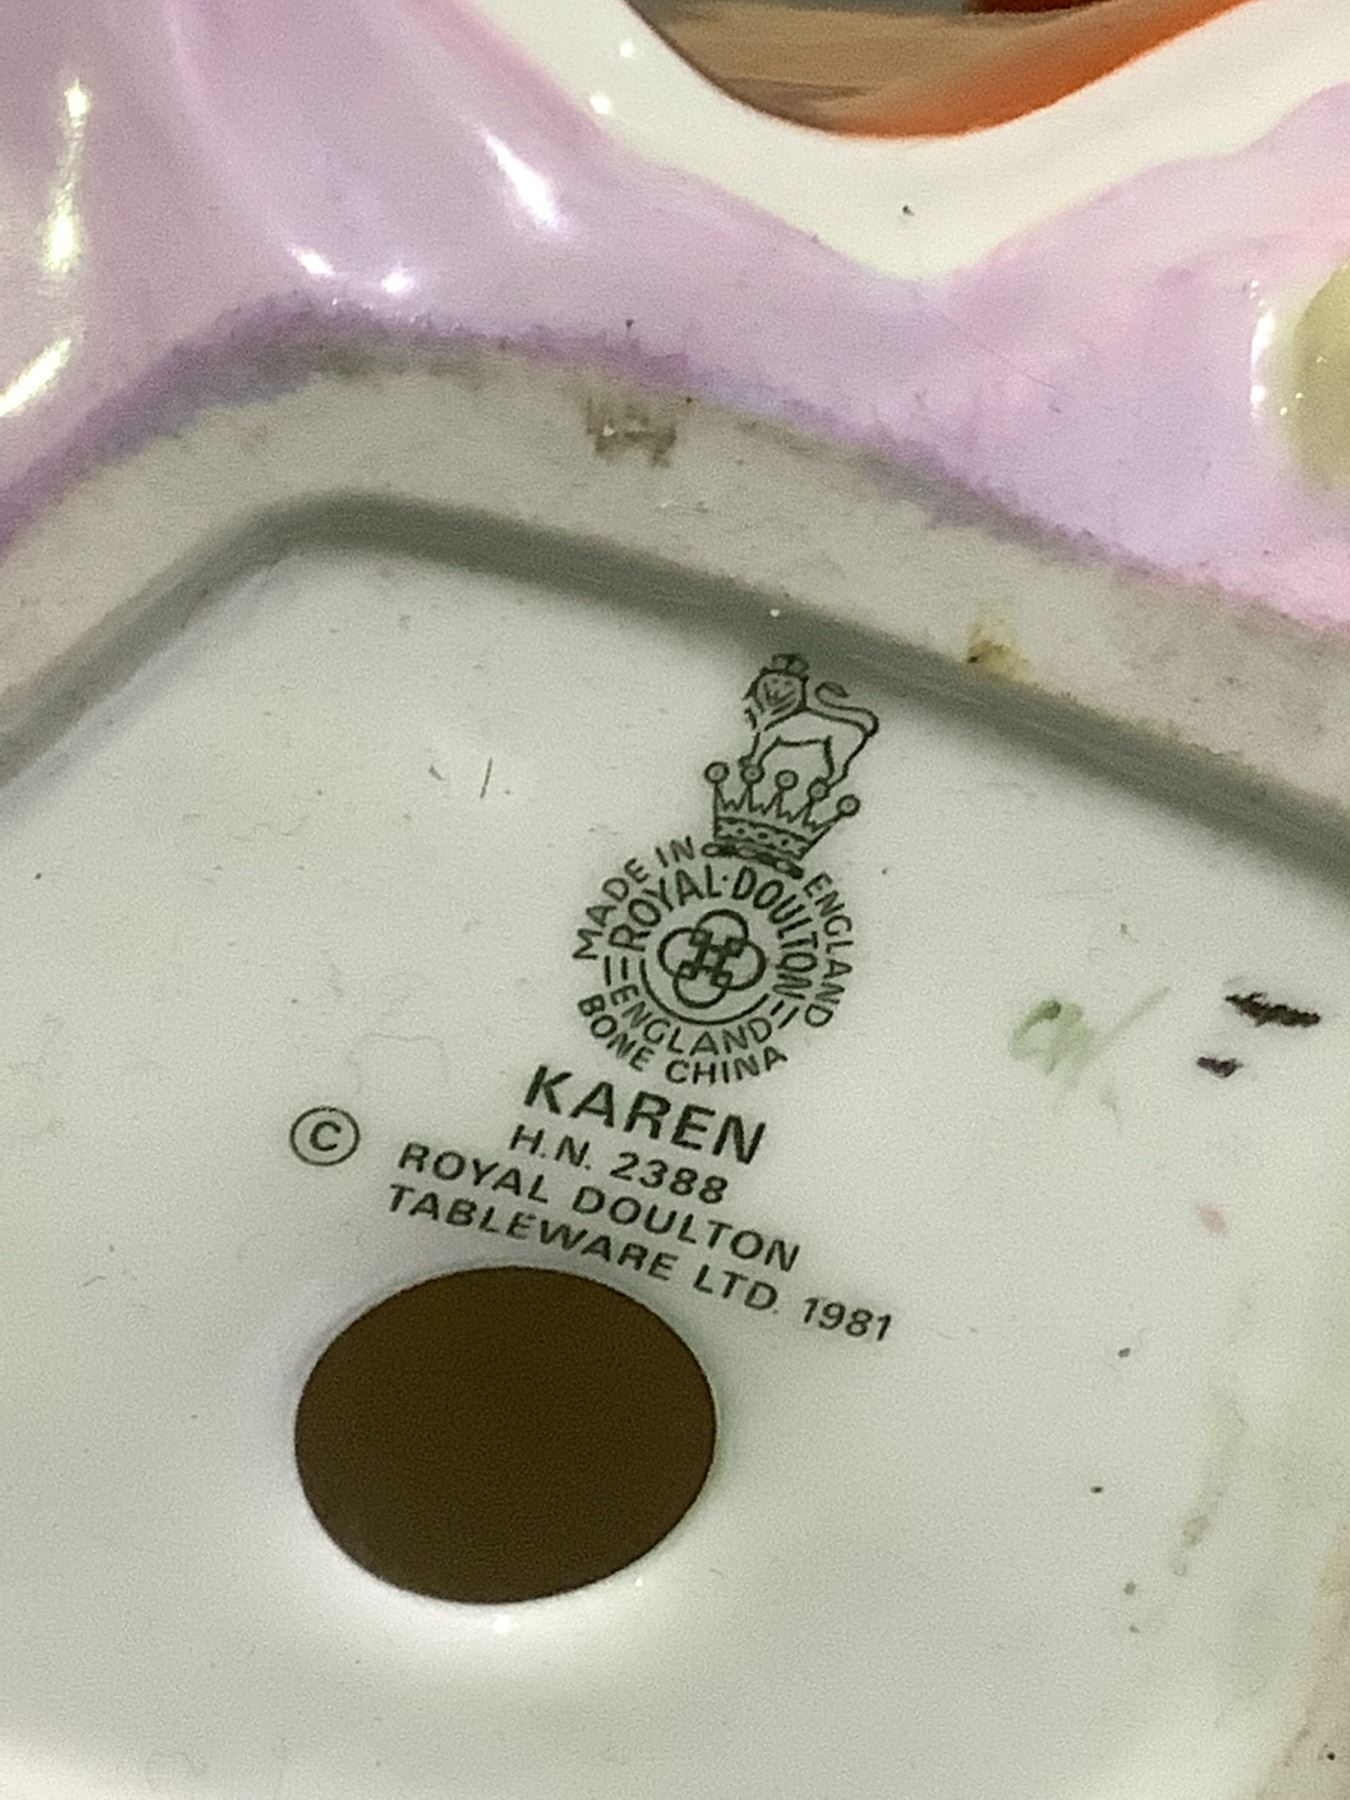 MADE IN ENGLAND
ROYAL·DOULTON
ENGLAND
BONE CHINA
KAREN
H.N. 2388
© ROYAL DOULTON
TABLEWARE LTD. 1981